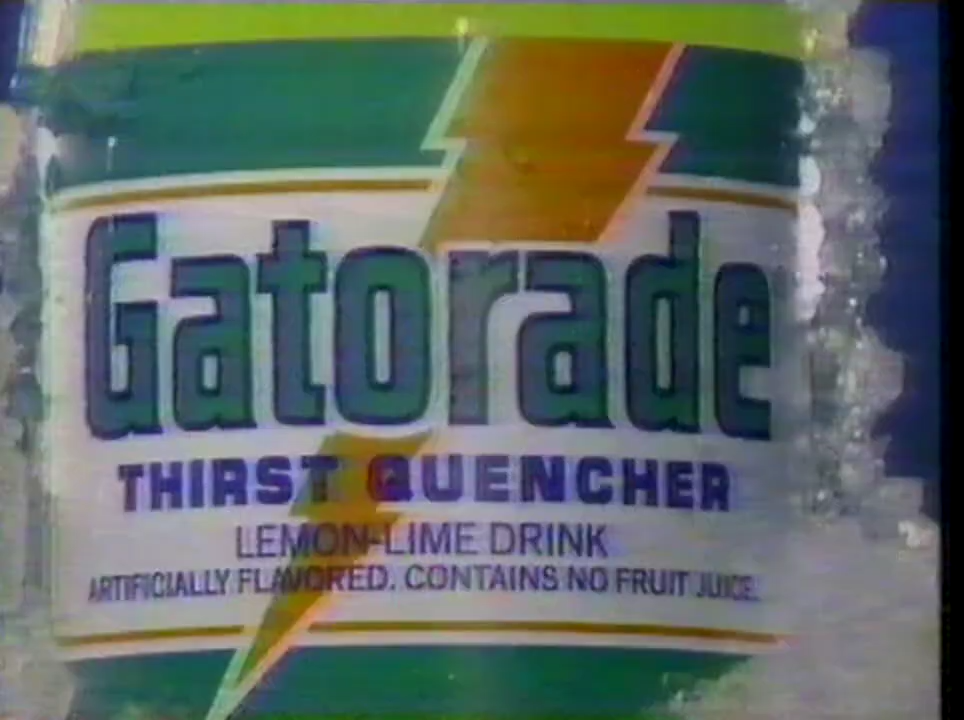 Gatorade
THIRST QUENCHER
LEMON-LIME DRINK
ARTIFICIALLY FLAVORED. CONTAINS NO FRUIT JUICE.